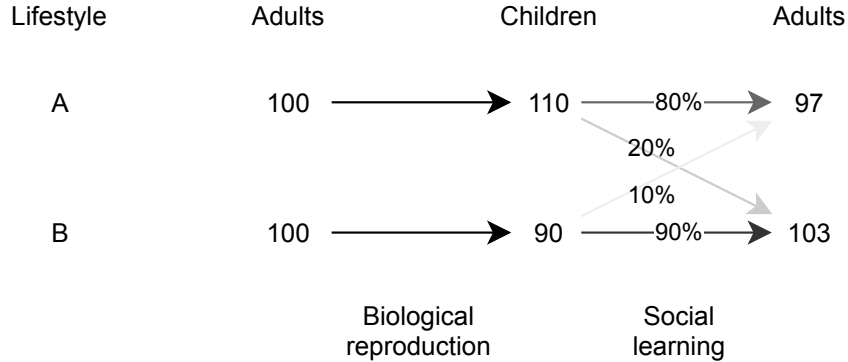 Lifestyle Adults Children Adults
A 100 110 80% 97
20%
10%
B 100 90 90% 103
Biological Social
reproduction learning